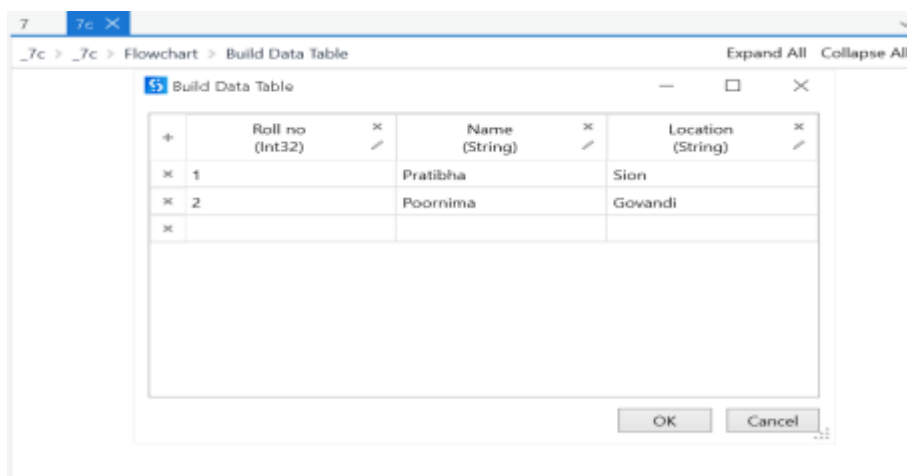 7 7c
_7c > _7c > Flowchart > Build Data Table Expand All Collapse All
Build Data Table
Roll no Name Location
(Int32) (String) (String)
1 Pratibha Sion
2 Poornima Govandi
OK Cancel